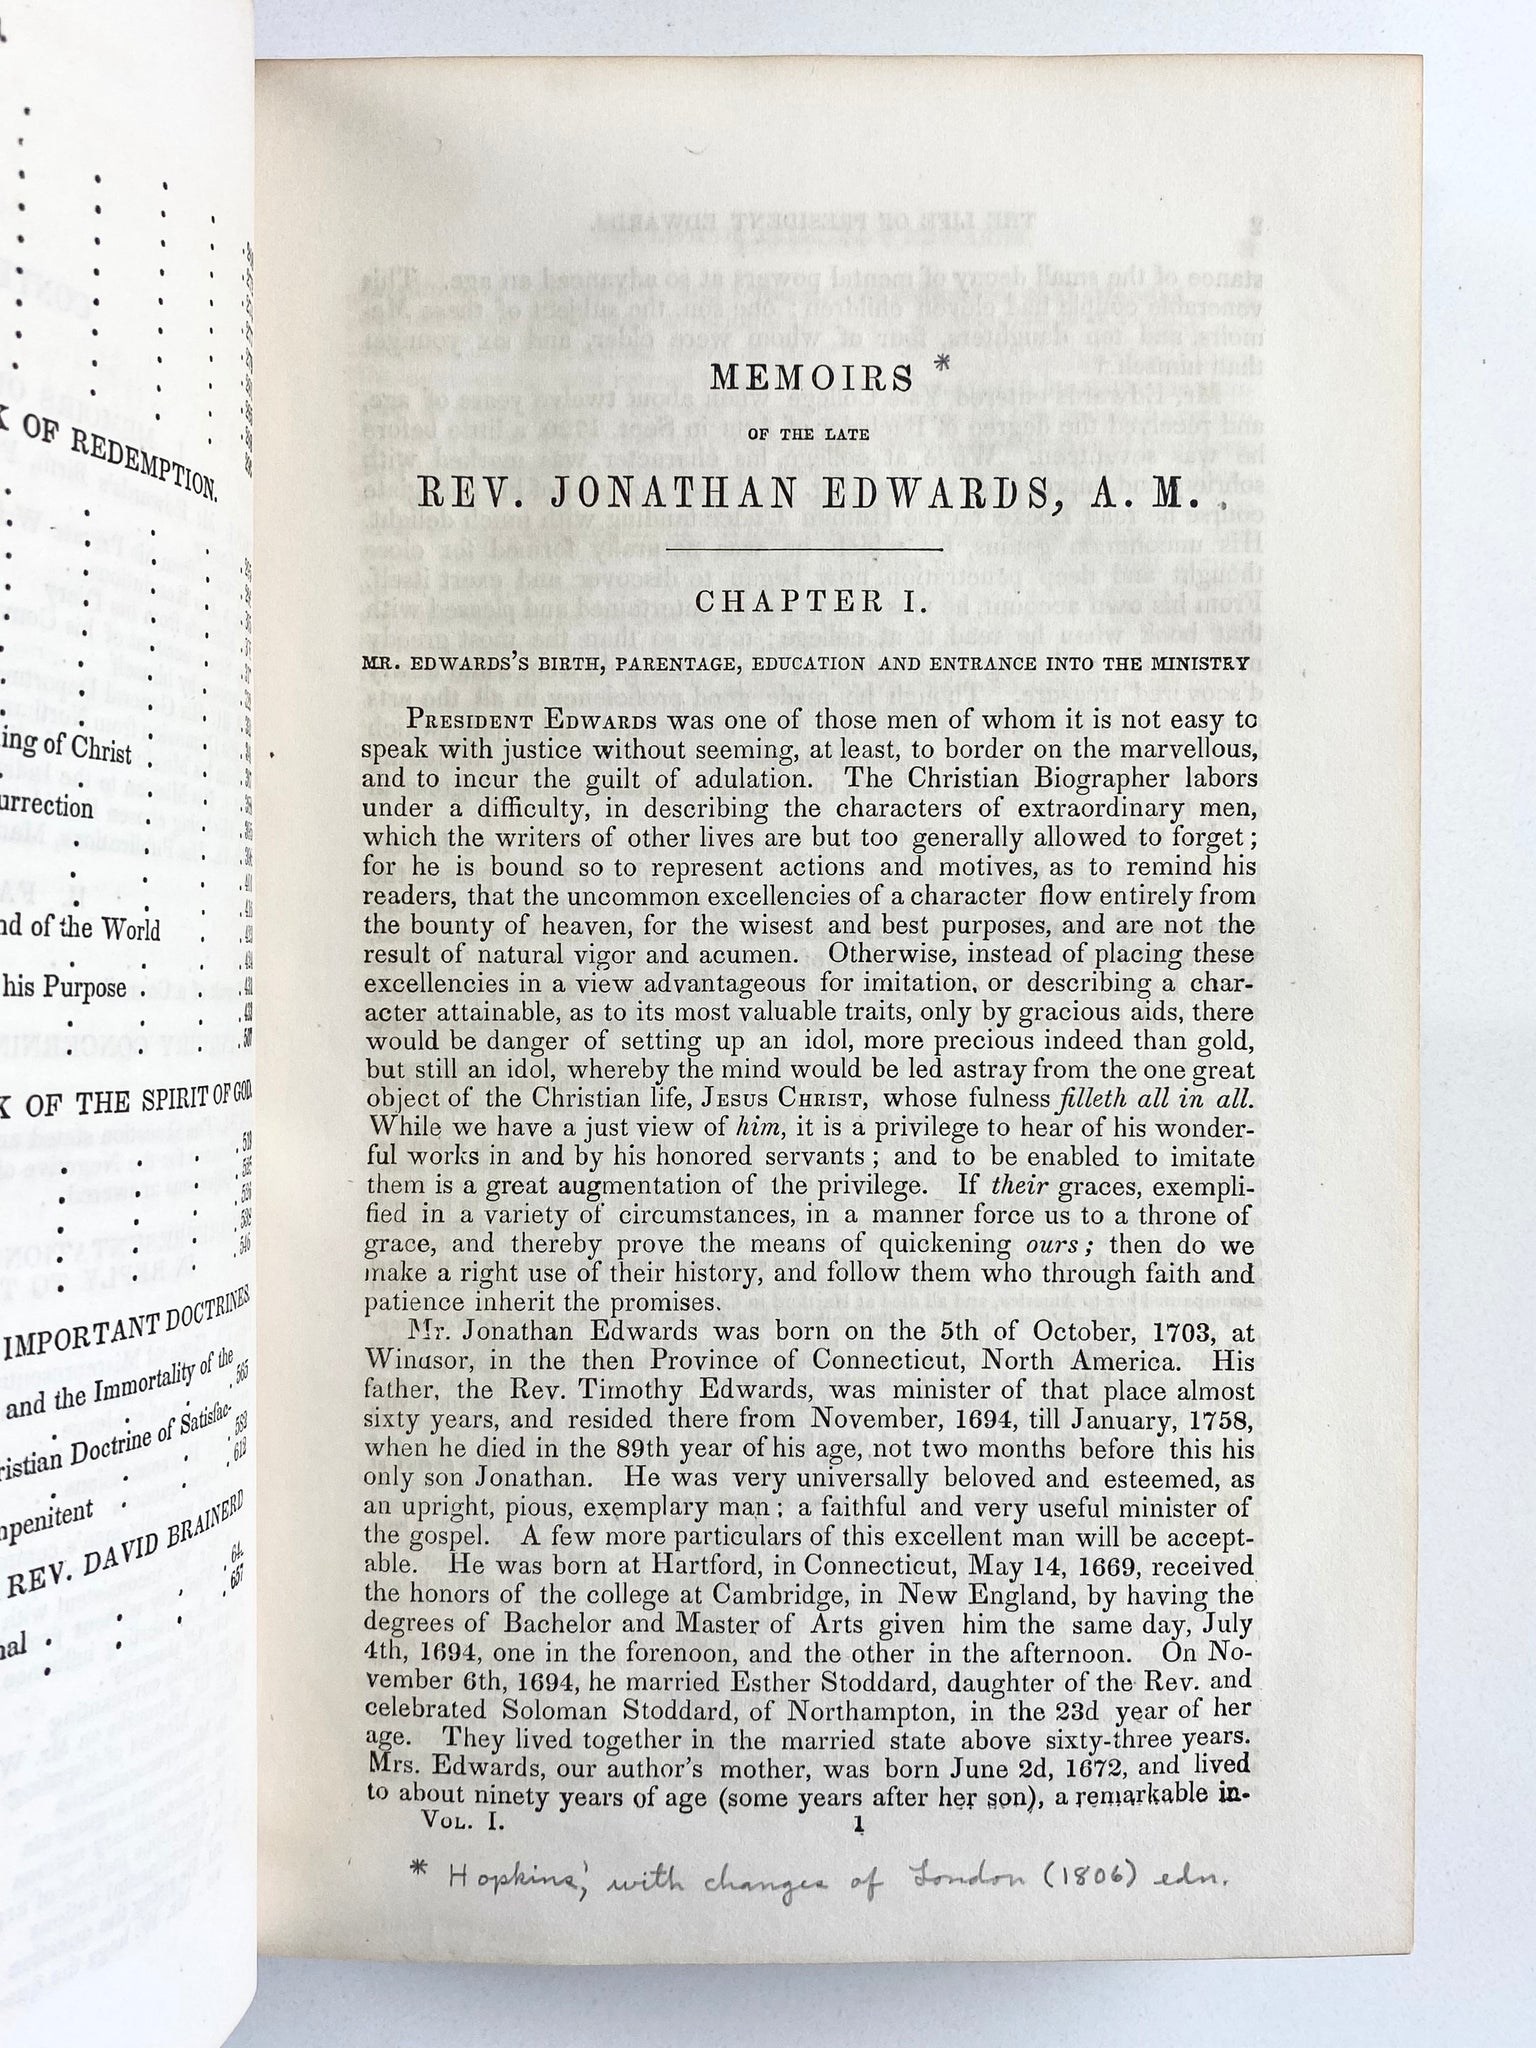 K OF REDEMPTION.
ing of Christ
urrection
nd of the World
his Purpose
K OF THE SPIRIT OF GOD.
IMPORTANT DOCTRINES.
and the Immortality of the
ristian Doctrine of Satisfac-
mpenitent
REV. DAVID BRAINERD
nal
MEMOIRS *
OF THE LATE
REV. JONATHAN EDWARDS, A. M.
CHAPTER I.
MR. EDWARDS'S BIRTH, PARENTAGE, EDUCATION AND ENTRANCE INTO THE MINISTRY
PRESIDENT EDWARDS was one of those men of whom it is not easy to
speak with justice without seeming, at least, to border on the marvellous,
and to incur the guilt of adulation. The Christian Biographer labors
under a difficulty, in describing the characters of extraordinary men,
which the writers of other lives are but too generally allowed to forget;
for he is bound so to represent actions and motives, as to remind his
readers, that the uncommon excellencies of a character flow entirely from
the bounty of heaven, for the wisest and best purposes, and are not the
result of natural vigor and acumen. Otherwise, instead of placing these
excellencies in a view advantageous for imitation, or describing a char-
acter attainable, as to its most valuable traits, only by gracious aids, there
would be danger of setting up an idol, more precious indeed than gold,
but still an idol, whereby the mind would be led astray from the one great
object of the Christian life, JESUS CHRIST, whose fulness filleth all in all.
While we have a just view of him, it is a privilege to hear of his wonder-
ful works in and by his honored servants; and to be enabled to imitate
them is a great augmentation of the privilege. If their graces, exempli-
fied in a variety of circumstances, in a manner force us to a throne of
grace, and thereby prove the means of quickening ours; then do we
make a right use of their history, and follow them who through faith and
patience inherit the promises.
Mr. Jonathan Edwards was born on the 5th of October, 1703, at
Windsor, in the then Province of Connecticut, North America. His
father, the Rev. Timothy Edwards, was minister of that place almost
sixty years, and resided there from November, 1694, till January, 1758,
when he died in the 89th year of his age, not two months before this his
only son Jonathan. He was very universally beloved and esteemed, as
an upright, pious, exemplary man; a faithful and very useful minister of
the gospel. A few more particulars of this excellent man will be accept-
able. He was born at Hartford, in Connecticut, May 14, 1669, received
the honors of the college at Cambridge, in New England, by having the
degrees of Bachelor and Master of Arts given him the same day, July
4th, 1694, one in the forenoon, and the other in the afternoon. On No-
vember 6th, 1694, he married Esther Stoddard, daughter of the Rev. and
celebrated Soloman Stoddard, of Northampton, in the 23d year of her
age. They lived together in the married state above sixty-three years.
Mrs. Edwards, our author's mother, was born June 2d, 1672, and lived
to about ninety years of age (some years after her son), a remarkable in-
VOL. I. 1
* Hopkins', with changes of London (1806) edn.